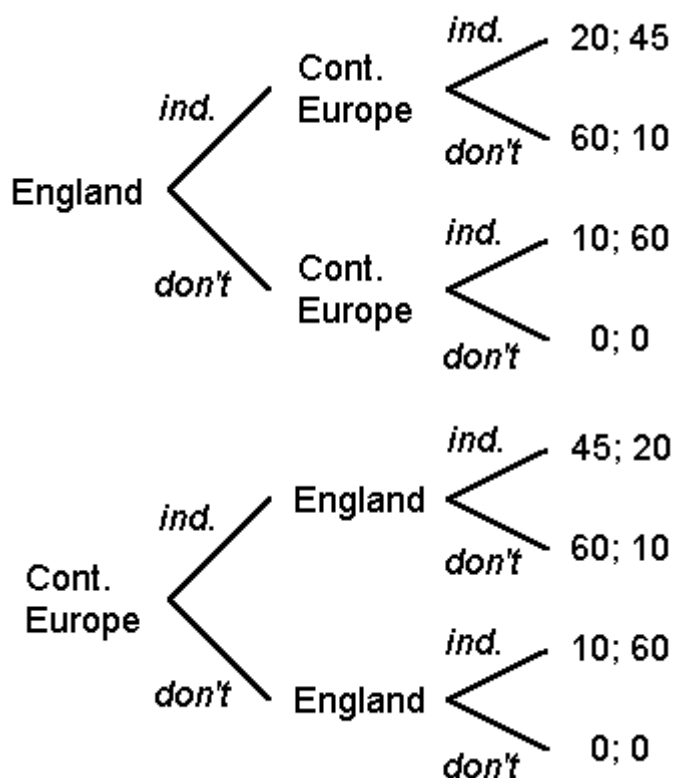 ind.
20; 45
Cont.
Europe
ind.
don't
60; 10
England
ind.
10; 60
don't
Cont.
Europe
don't
0; 0
ind.
45; 20
ind.
England
don't
60; 10
Cont.
Europe
ind.
10; 60
don't
England
don't
0; 0